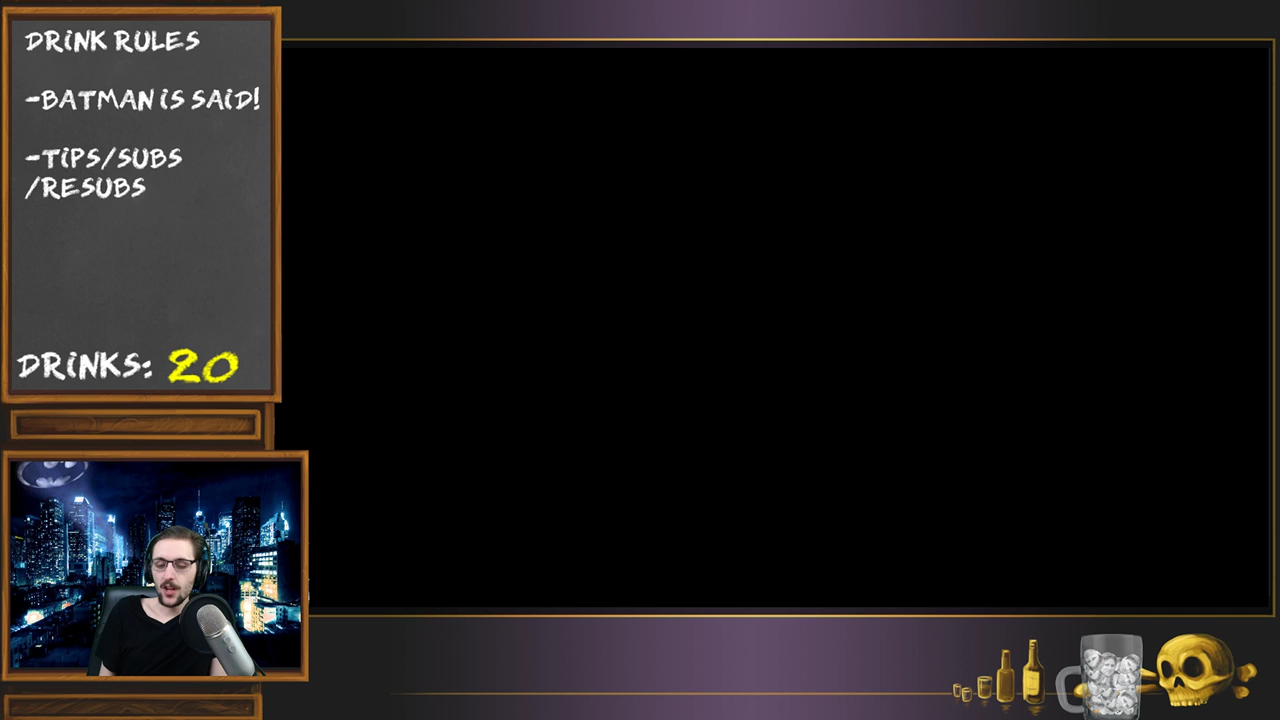 DRINK RULES
-BATMAN IS SAID!
-TIPS/SUBS
/RESUBS
DRINKS: 20